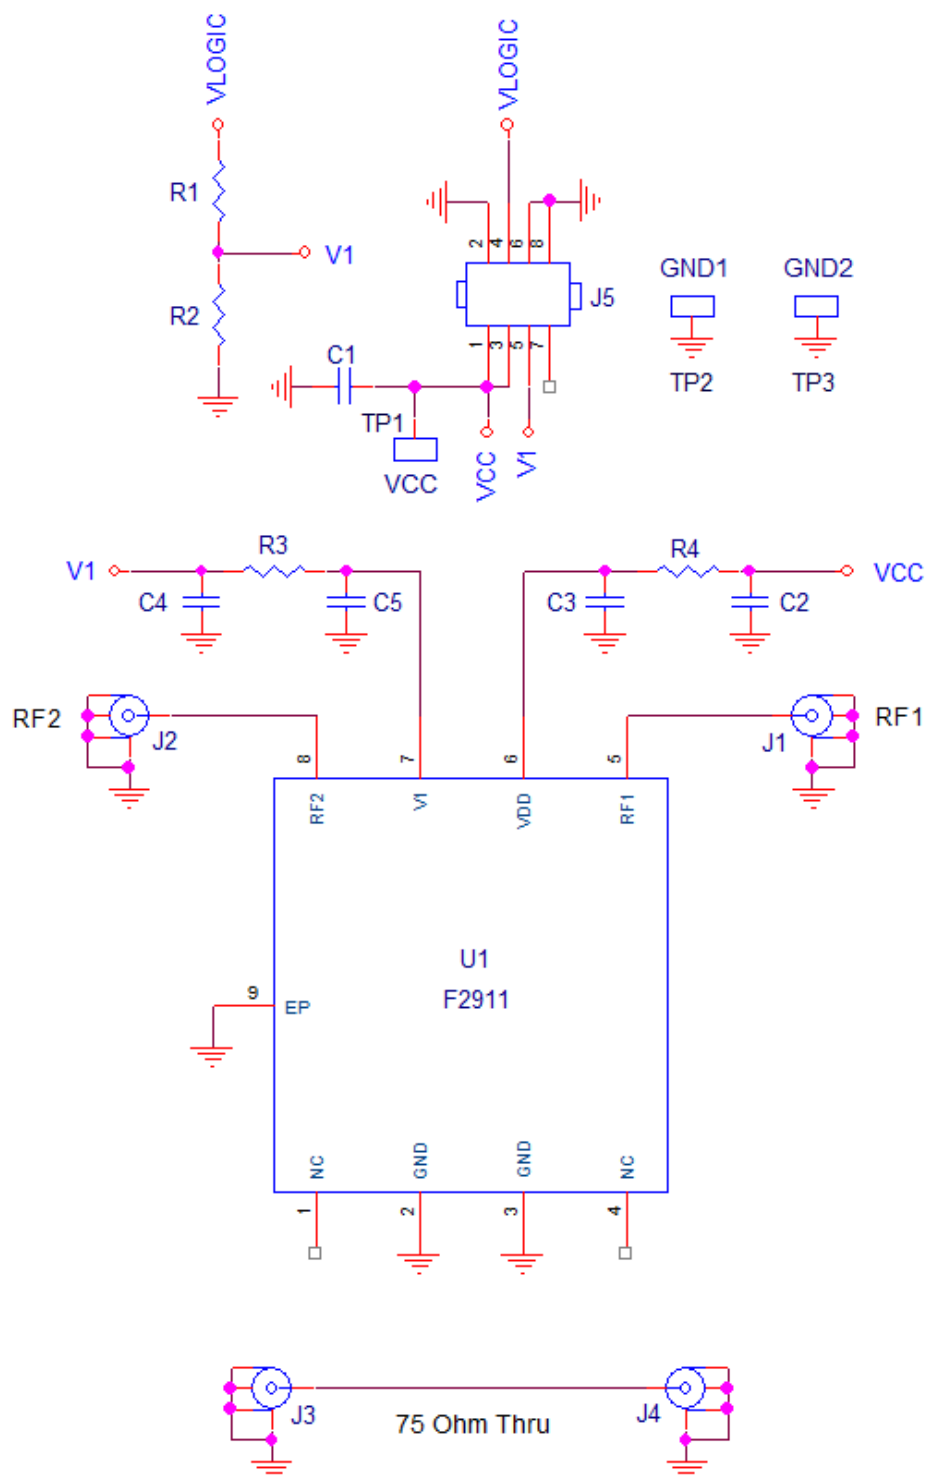 VLOGIC
VLOGIC
R1
V1
R2
2
4
6
8
J5
1
3
5
7
GND1
GND2
TP2
TP3
C1
TP1
VCC
VCC
V1
V1
R3
C4
C5
R4
VCC
C3
C2
RF2
J2
J1
RF1
8
7
6
5
RF2
V1
VDD
RF1
U1
F2911
9
EP
NC
GND
GND
NC
1
2
3
4
J3
75 Ohm Thru
J4